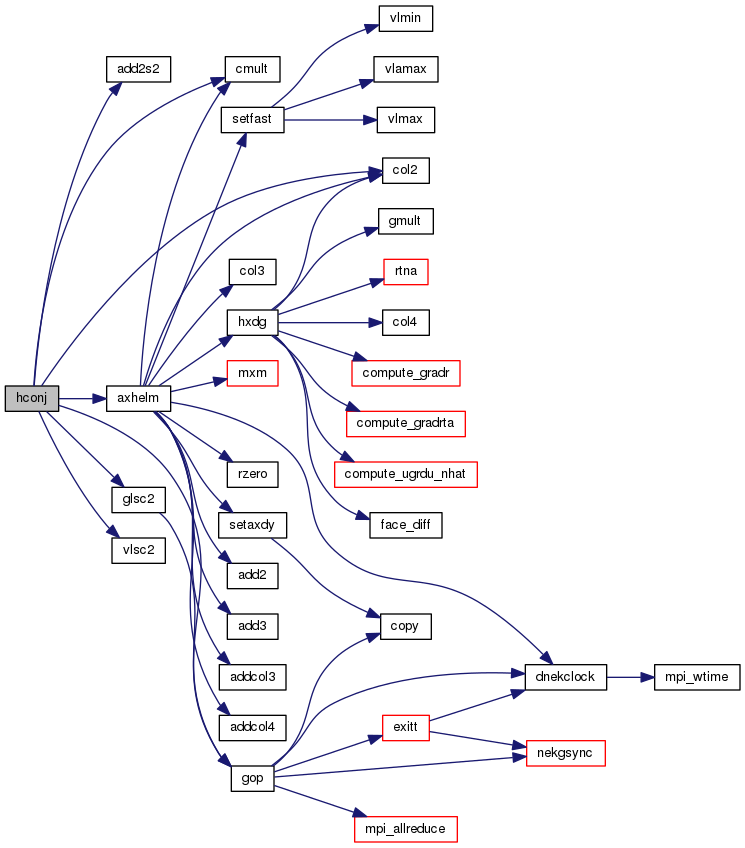 vlmin
add2s2
cmult
vlamax
setfast
vlmax
col2
gmult
col3
rtna
hxdg
col4
mxm
compute_gradr
hconj
axhelm
compute_gradrta
rzero
compute_ugrdu_nhat
glsc2
setaxdy
face_diff
vlsc2
add2
add3
copy
addcol3
dnekclock
mpi_wtime
addcol4
exitt
nekgsync
gop
mpi_allreduce